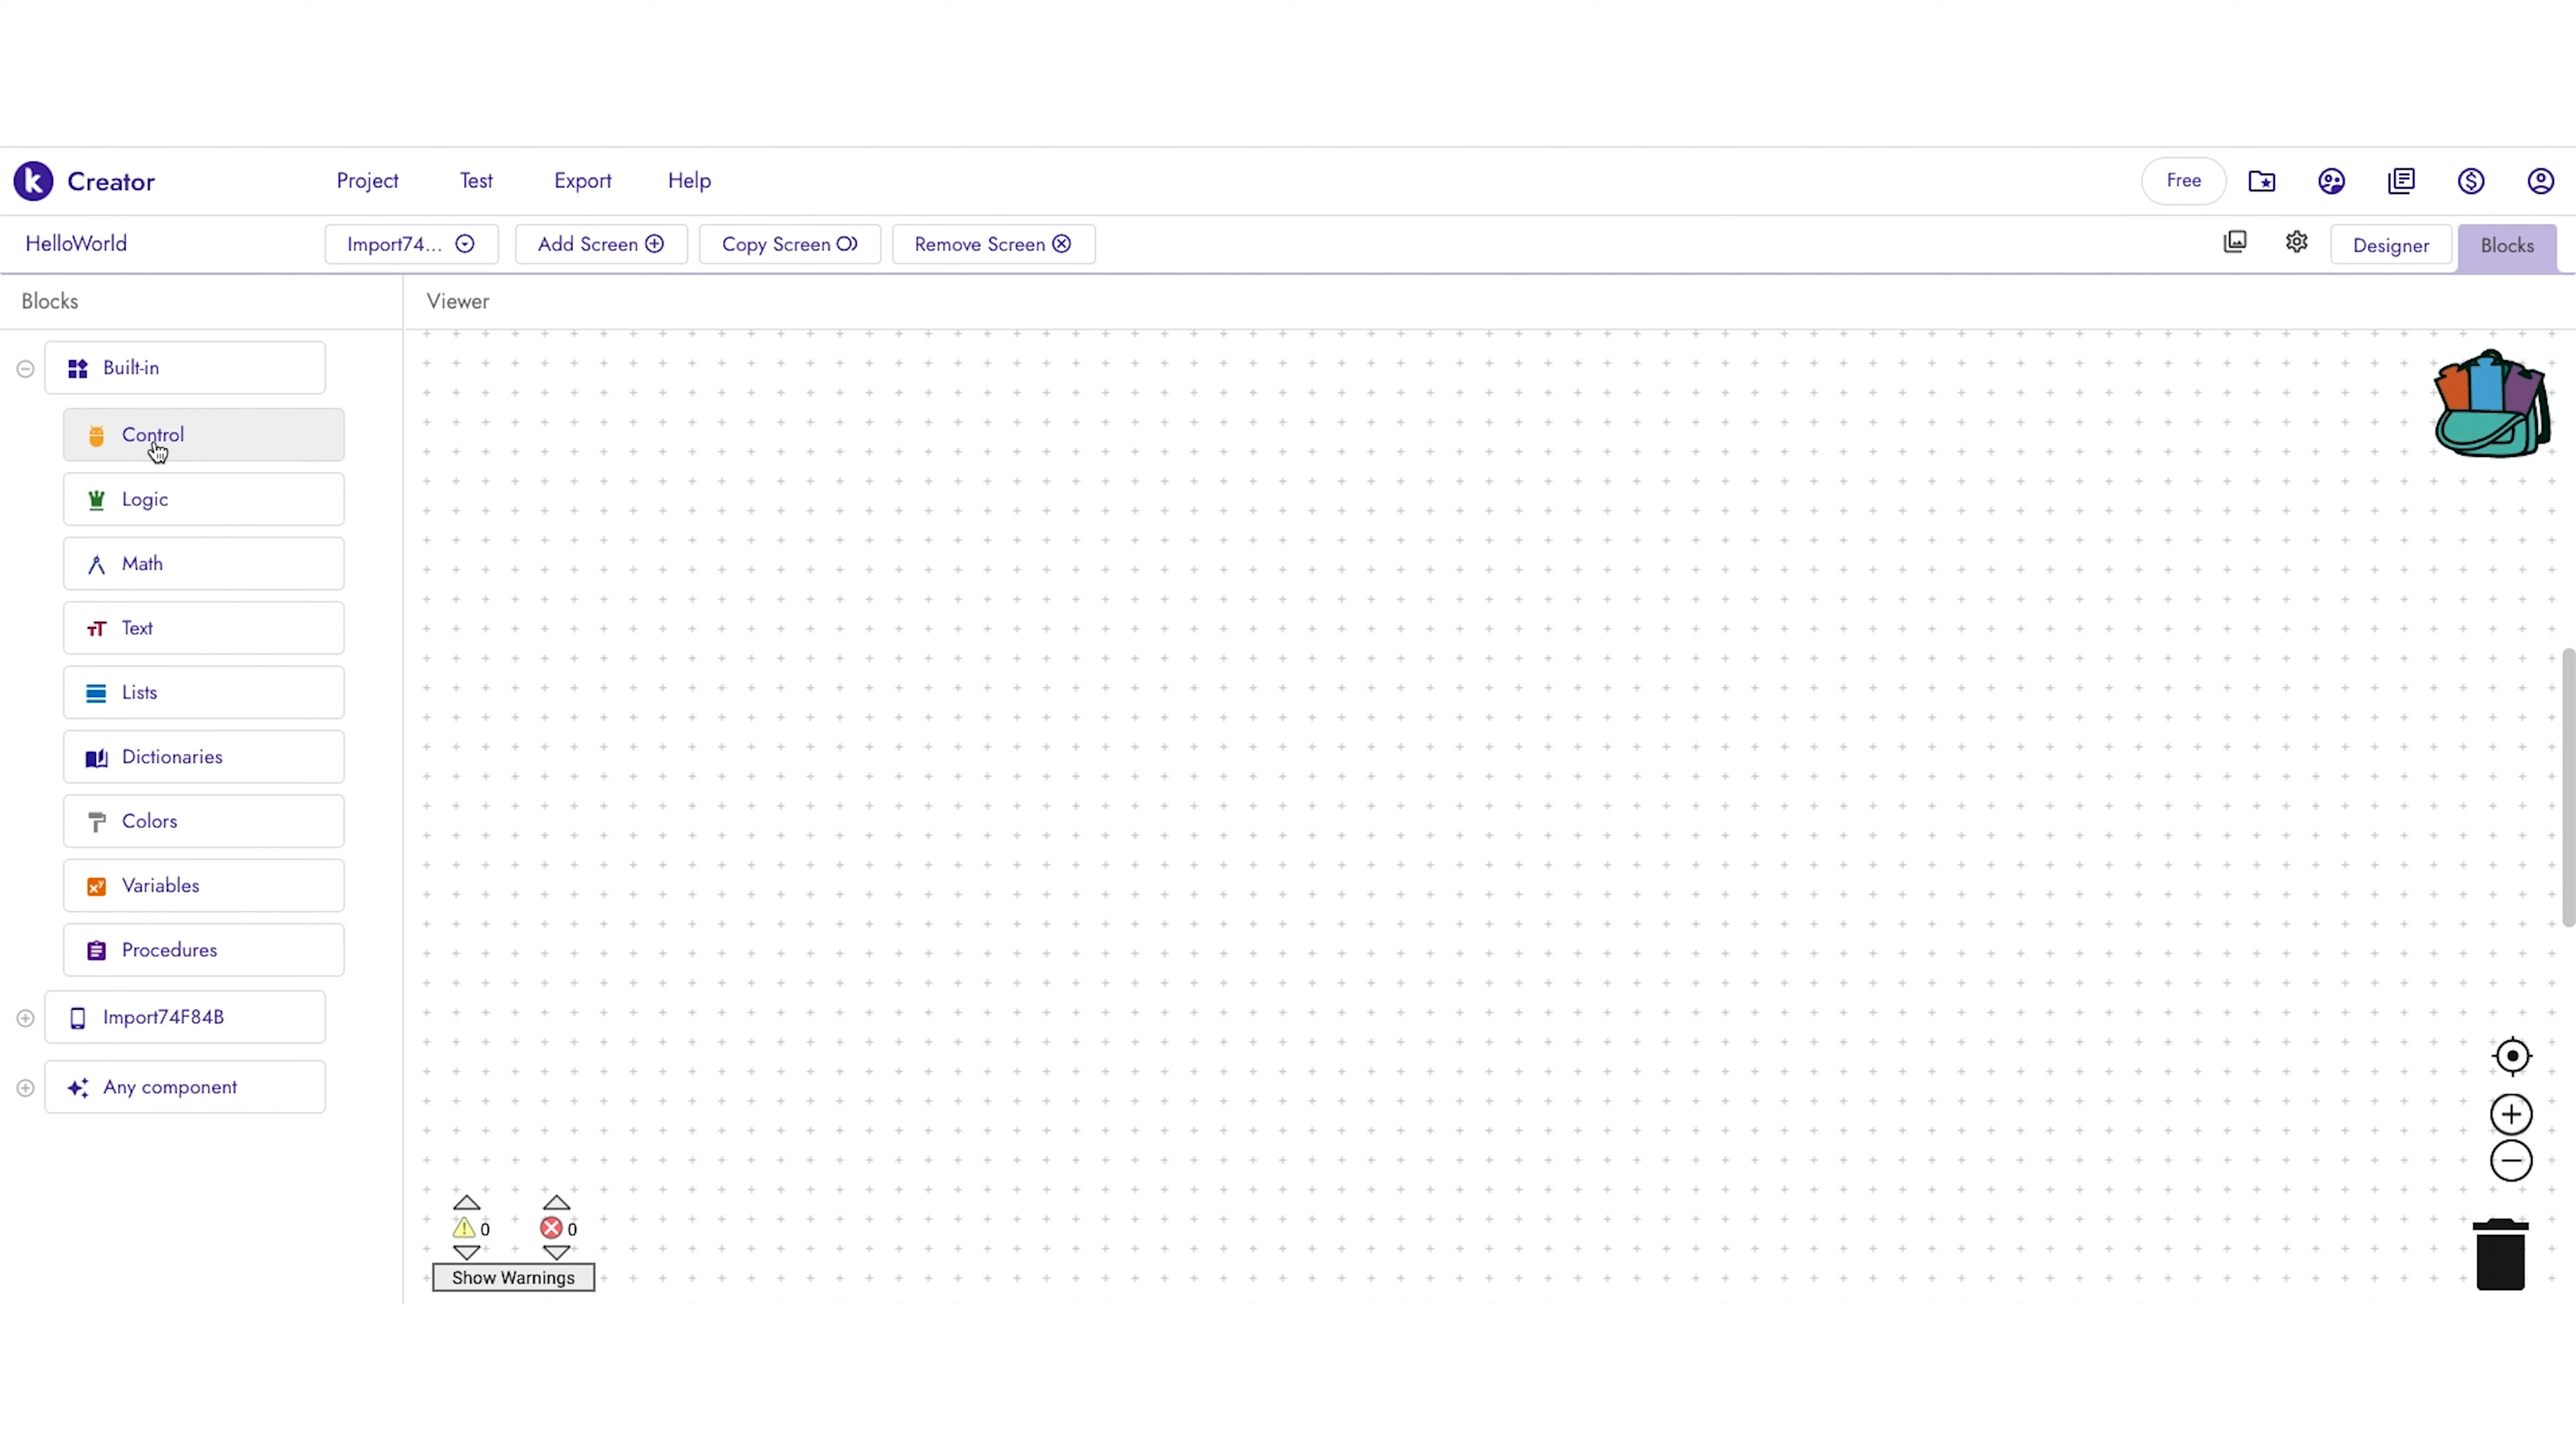 Creator
Project Test Export Help
Free
HelloWorld
Import74... Add Screen Copy Screen Remove Screen
Designer Blocks
Blocks
Viewer
Built-in
Control
Logic
Math
Text
Lists
Dictionaries
Colors
Variables
Procedures
Import74F84B
Any component
0 0
Show Warnings